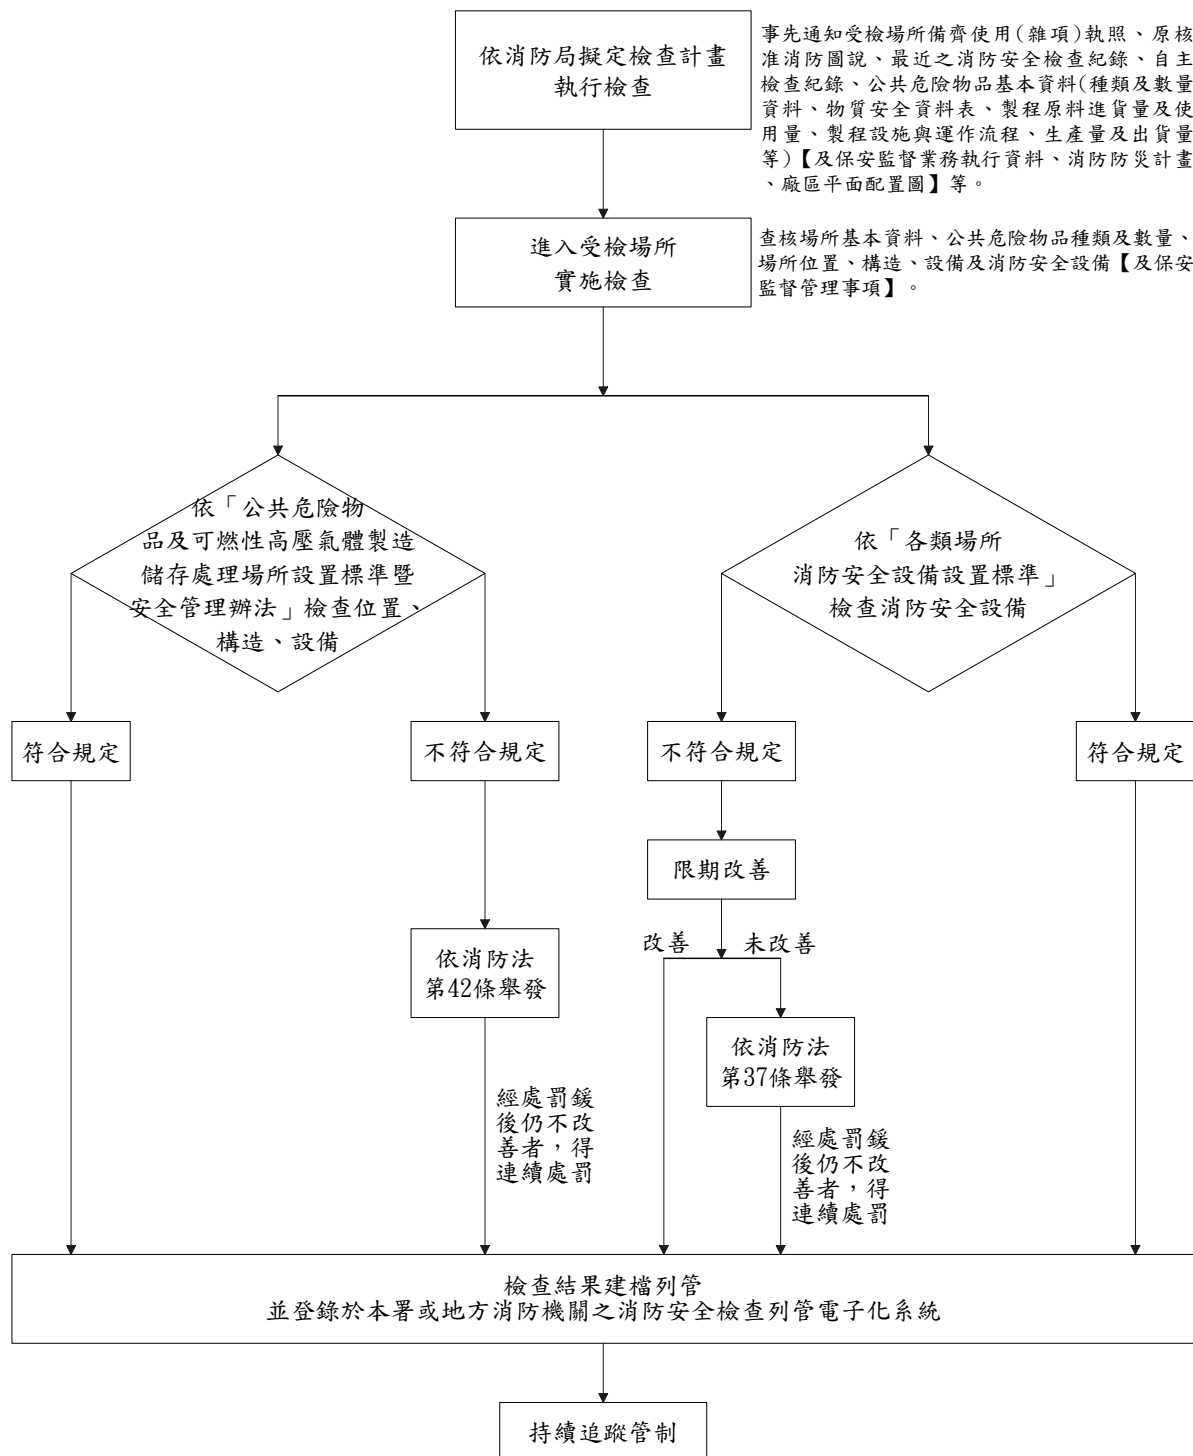 依消防局擬定檢查計畫
執行檢查
事先通知受檢場所備齊使用(雜項)執照、原核
准消防圖說、最近之消防安全檢查紀錄、自主
檢查紀錄、公共危險物品基本資料(種類及數量
資料、物質安全資料表、製程原料進貨量及使
用量、製程設施與運作流程、生產量及出貨量
等)【及保安監督業務執行資料、消防防災計畫
、廠區平面配置圖】等。
進入受檢場所
實施檢查
查核場所基本資料、公共危險物品種類及數量、
場所位置、構造、設備及消防安全設備【及保安
監督管理事項】。
依「公共危險物
品及可燃性高壓氣體製造
儲存處理場所設置標準暨
安全管理辦法」檢查位置、
構造、設備
依「各類場所
消防安全設備設置標準」
檢查消防安全設備
符合規定
不符合規定
不符合規定
符合規定
限期改善
改善
未改善
依消防法
第42條舉發
依消防法
第37條舉發
經處罰鍰
後仍不改
善者，得
連續處罰
經處罰鍰
後仍不改
善者，得
連續處罰
檢查結果建檔列管
並登錄於本署或地方消防機關之消防安全檢查列管電子化系統
持續追蹤管制